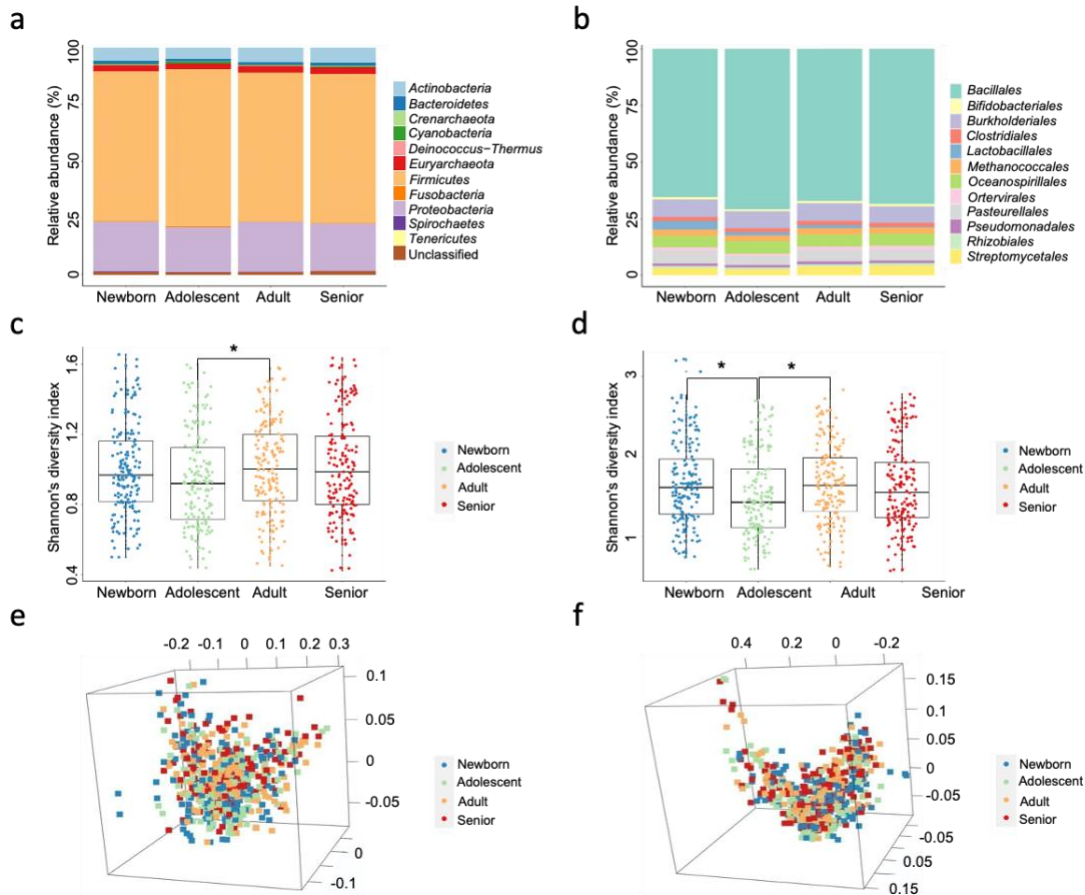 a
Relative abundance (%)
100
75
50
25
0
Newborn Adolescent Adult Senior
Actinobacteria
Bacteroidetes
Crenarchaeota
Cyanobacteria
Deinococcus-Thermus
Euryarchaeota
Firmicutes
Fusobacteria
Proteobacteria
Spirochaetes
Tenericutes
Unclassified
b
Relative abundance (%)
100
75
50
25
0
Newborn Adolescent Adult Senior
Bacillales
Bifidobacteriales
Burkholderiales
Clostridiales
Lactobacillales
Methanococcales
Oceanospirillales
Ortervirales
Pasteurellales
Pseudomonadales
Rhizobiales
Streptomycetales
c
Shannon's diversity index
1.6
1.2
0.8
0.4
*
Newborn Adolescent Adult Senior
Newborn
Adolescent
Adult
Senior
d
Shannon's diversity index
3
2
1
* *
Newborn Adolescent Adult Senior
Newborn
Adolescent
Adult
Senior
e
-0.2 -0.1 0 0.1 0.2 0.3
0.1
0.05
0
-0.05
0
-0.1
Newborn
Adolescent
Adult
Senior
f
0.4 0.2 0 -0.2
0.15
0.1
0.05
0
-0.05
-0.05
0.05
0.15
Newborn
Adolescent
Adult
Senior